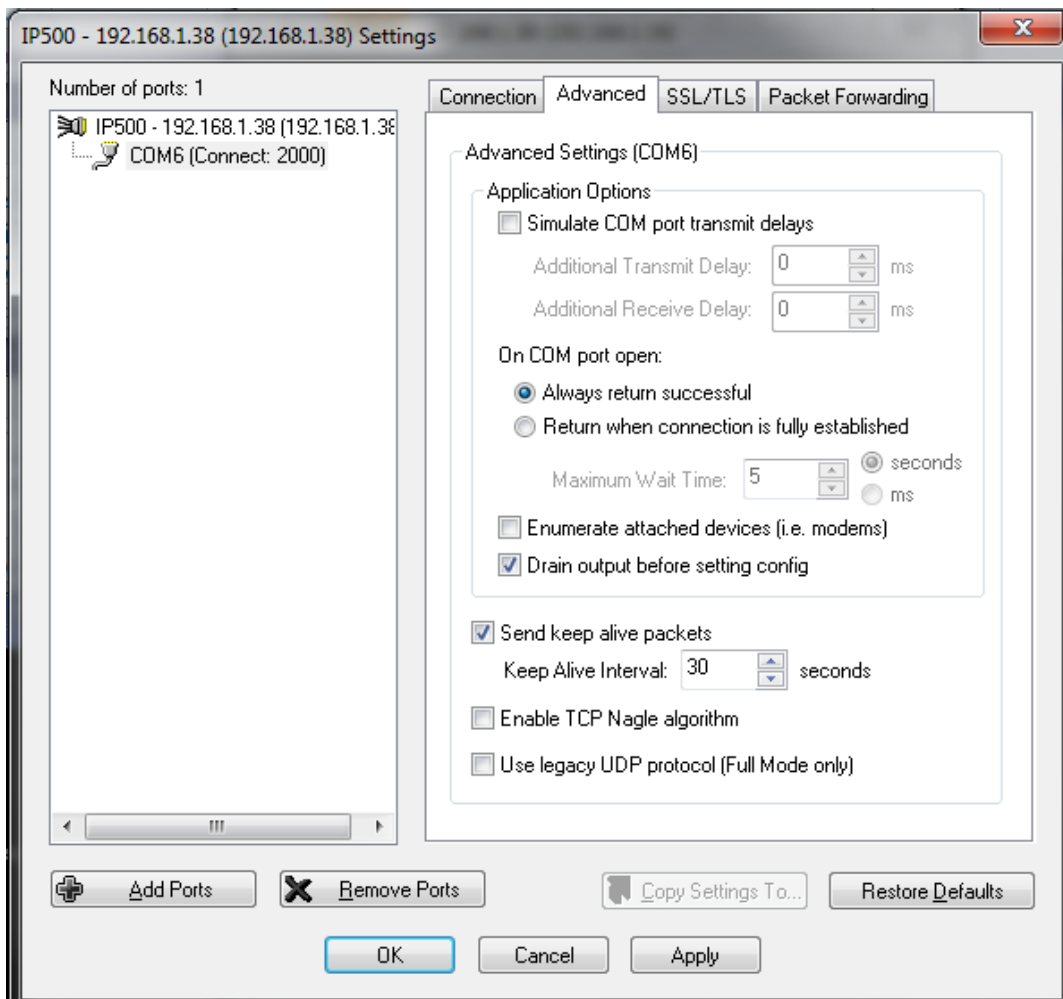 IP500 - 192.168.1.38 (192.168.1.38) Settings
Number of ports: 1
IP500 - 192.168.1.38 (192.168.1.38
COM6 (Connect: 2000)
Connection Advanced SSL/TLS Packet Forwarding
Advanced Settings (COM6)
Application Options
Simulate COM port transmit delays
Additional Transmit Delay: 0 ms
Additional Receive Delay: 0 ms
On COM port open:
Always return successful
Return when connection is fully established
Maximum Wait Time: 5 seconds
ms
Enumerate attached devices (i.e. modems)
Drain output before setting config
Send keep alive packets
Keep Alive Interval: 30 seconds
Enable TCP Nagle algorithm
Use legacy UDP protocol (Full Mode only)
Add Ports Remove Ports Copy Settings To... Restore Defaults
OK Cancel Apply